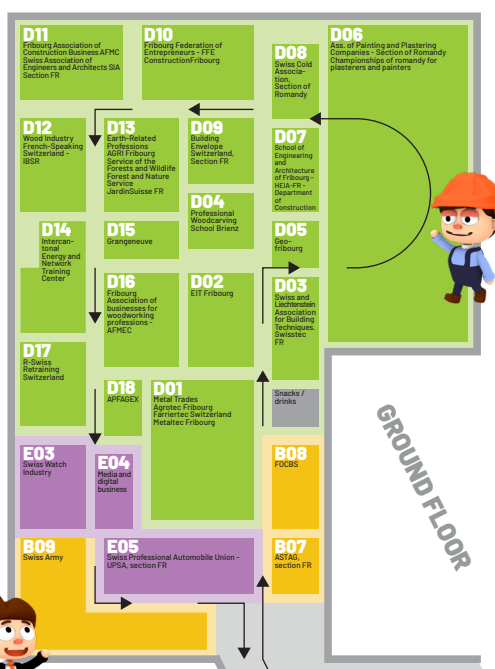 D11
Fribourg Association of
Construction Business AFMC
Swiss Association of
Engineers and Architects SIA
Section FR
D10
Fribourg Federation of
Entrepreneurs - FFE
ConstructionFribourg
D08
Swiss Cold
Associa-
tion,
Section of
Romandy
D06
Ass. of Painting and Plastering
Companies - Section of Romandy
Championships of romandy for
plasterers and painters
D12
Wood Industry
French-Speaking
Switzerland -
IBSR
D13
Earth-Related
Professions
AGRI Fribourg
Service of the
Forests and Wildlife
Forest and Nature
Service
JardinSuisse FR
D09
Building
Envelope
Switzerland,
Section FR
D07
School of
Engineering
and
Architecture
of Fribourg -
HEIA-FR -
Department
of
Construction
D04
Professional
Woodcarving
School Brienz
D14
Intercan-
tonal
Energy and
Network
Training
Center
D15
Grangeneuve
D05
Geo-
fribourg
D16
Fribourg
Association of
businesses for
woodworking
professions -
AFMEC
D02
EIT Fribourg
D03
Swiss and
Liechtenstein
Association
for Building
Techniques,
Swisstec
FR
D17
R-Swiss
Retraining
Switzerland
D18
APFAGEX
D01
Metal Trades
Agrotec Fribourg
Farriertec Switzerland
Metaltec Fribourg
Snacks /
drinks
GROUND FLOOR
E03
Swiss Watch
Industry
E04
Media and
digital
business
B08
FOCBS
B09
Swiss Army
E05
Swiss Professional Automobile Union -
UPSA, section FR
B07
ASTAG,
section FR